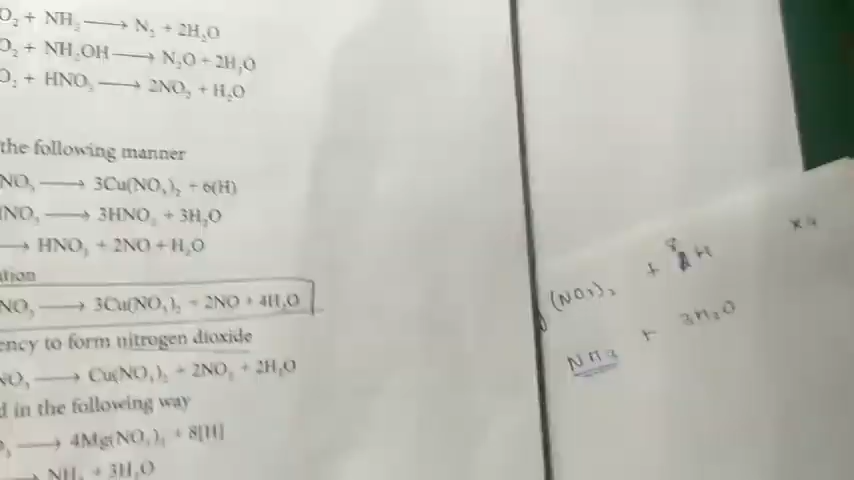 O₂ + NH₂ ⟶ N₂ + 2H₂O
O₂ + NH₂OH ⟶ N₂O + 2H₂O
O₂ + HNO₃ ⟶ 2NO₂ + H₂O
the following manner
NO₃ ⟶ 3Cu(NO₃)₂ + 6(H)
NO₃ ⟶ 3HNO₂ + 3H₂O
⟶ HNO₃ + 2NO + H₂O
NO₃ ⟶ 3Cu(NO₃)₂ + 2NO + 4H₂O
ency to form nitrogen dioxide
NO₃ ⟶ Cu(NO₃)₂ + 2NO₂ + 2H₂O
d in the following way
⟶ 4Mg(NO₃)₂ + 8[H]
⟶ NH₃ + 3H₂O
(NO₃)₂ + 8H ×4
NH3 + 3H₂O